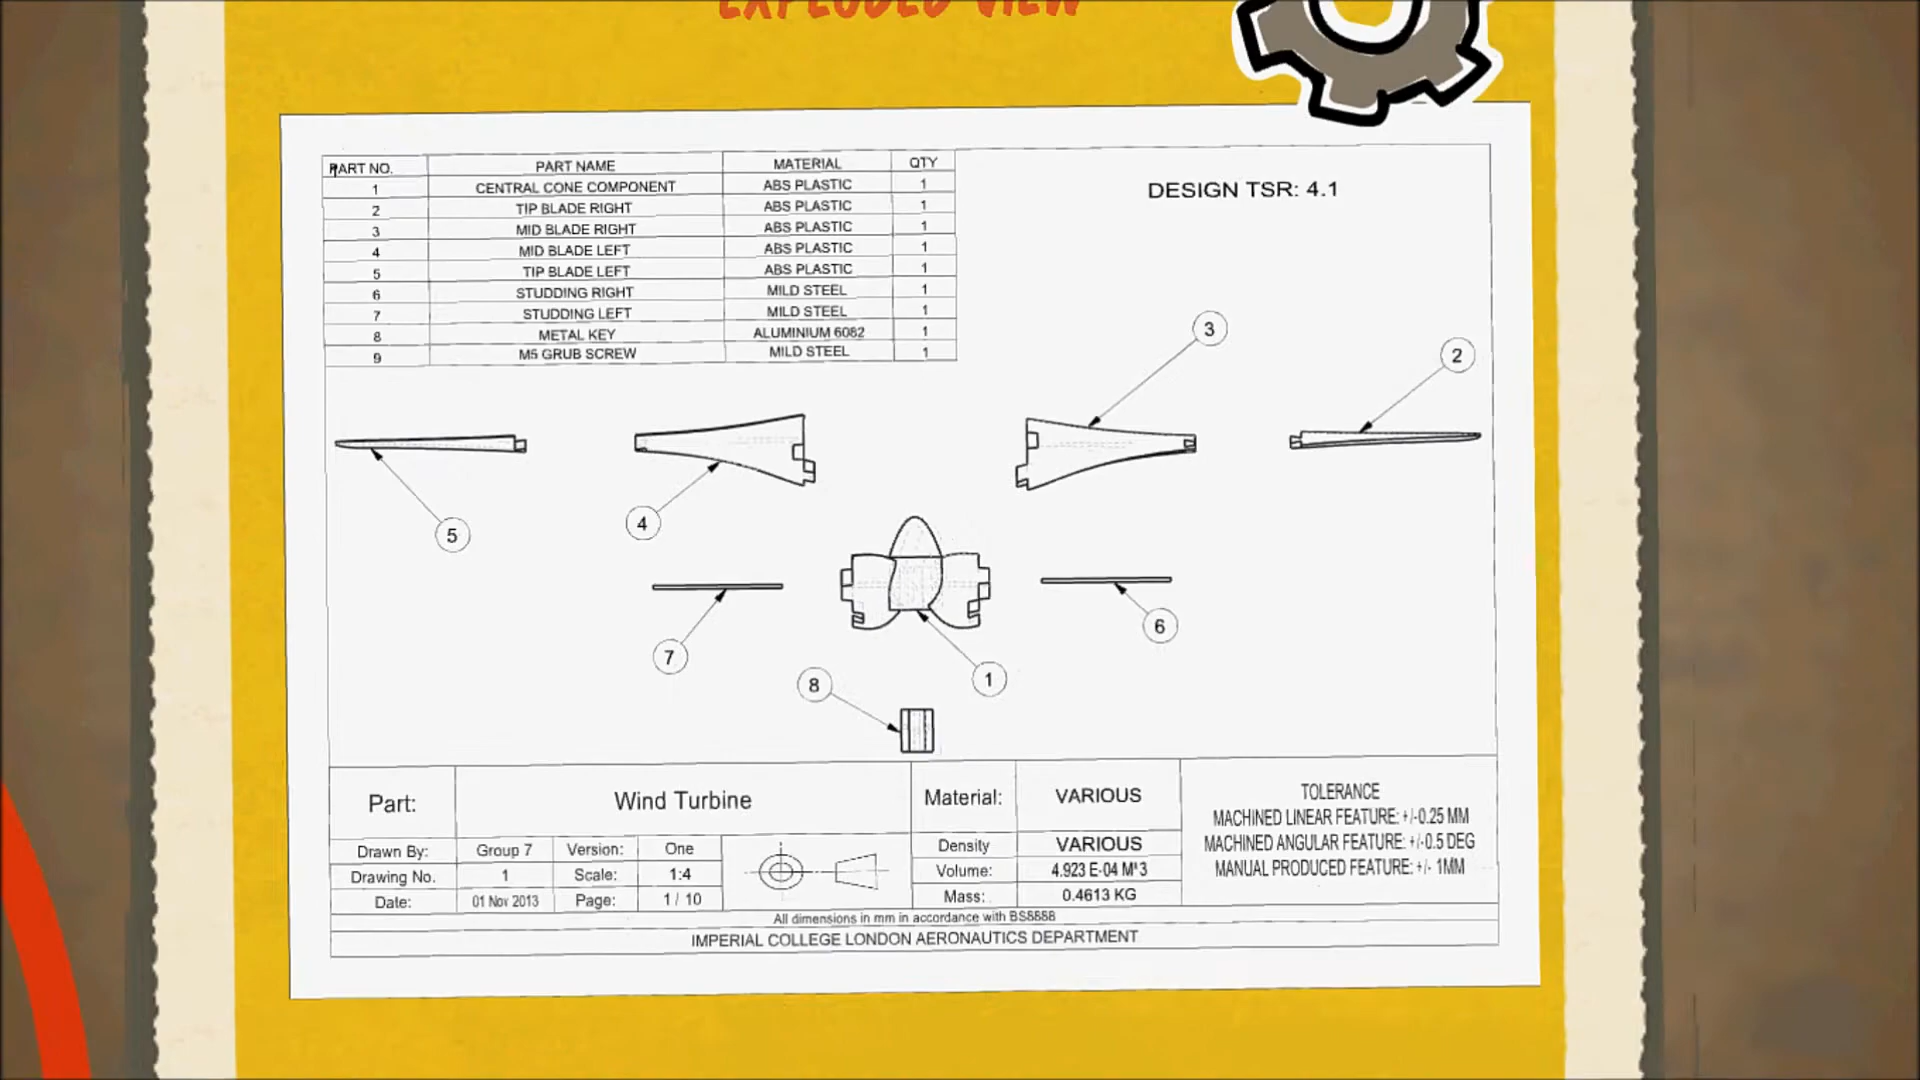 EXPLODED VIEW
PART NO. PART NAME MATERIAL QTY
1 CENTRAL CONE COMPONENT ABS PLASTIC 1
2 TIP BLADE RIGHT ABS PLASTIC 1
3 MID BLADE RIGHT ABS PLASTIC 1
4 MID BLADE LEFT ABS PLASTIC 1
5 TIP BLADE LEFT ABS PLASTIC 1
6 STUDDING RIGHT MILD STEEL 1
7 STUDDING LEFT MILD STEEL 1
8 METAL KEY ALUMINIUM 6082 1
9 M5 GRUB SCREW MILD STEEL 1
DESIGN TSR: 4.1
3
2
5
4
7
6
8
1
Part: Wind Turbine
Drawn By: Group 7 Version: One
Drawing No. 1 Scale: 1:4
Date: 01 Nov 2013 Page: 1 / 10
Material: VARIOUS
Density VARIOUS
Volume: 4.923 E-04 M^3
Mass: 0.4613 KG
TOLERANCE
MACHINED LINEAR FEATURE: +/-0.25 MM
MACHINED ANGULAR FEATURE: +/-0.5 DEG
MANUAL PRODUCED FEATURE: +/- 1MM
All dimensions in mm in accordance with BS8888
IMPERIAL COLLEGE LONDON AERONAUTICS DEPARTMENT